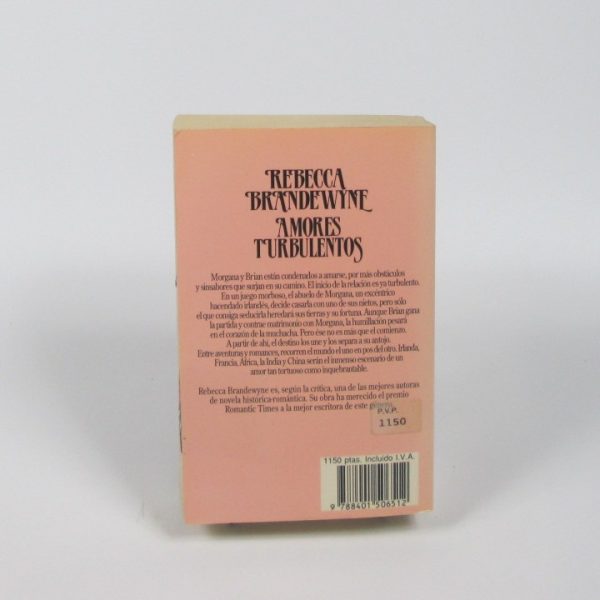 REBECCA
BRANDEWYNE
AMORES
TURBULENTOS
Morgana y Brian están condenados a amarse, por más obstáculos
y sinsabores que surjan en su camino. El inicio de la relación es ya turbulento.
En un juego morboso, el abuelo de Morgana, un excéntrico
hacendado irlandés, decide casarla con uno de sus nietos, pero sólo
el que consiga seducirla heredará sus tierras y su fortuna. Aunque Brian gana
la partida y contrae matrimonio con Morgana, la humillación pesará
en el corazón de la muchacha. Pero ése no es más que el comienzo.
A partir de ahí, el destino los une y los separa a su antojo.
Entre aventuras y romances, recorren el mundo el uno en pos del otro. Irlanda,
Francia, África, la India y China serán el inmenso escenario de un
amor tan tortuoso como inquebrantable.
Rebecca Brandewyne es, según la crítica, una de las mejores autoras
de novela histórica-romántica. Su obra ha merecido el premio
Romantic Times a la mejor escritora de este género.
P.V.P.
1150
1150 ptas. Incluido I.V.A.
9 788401 506512